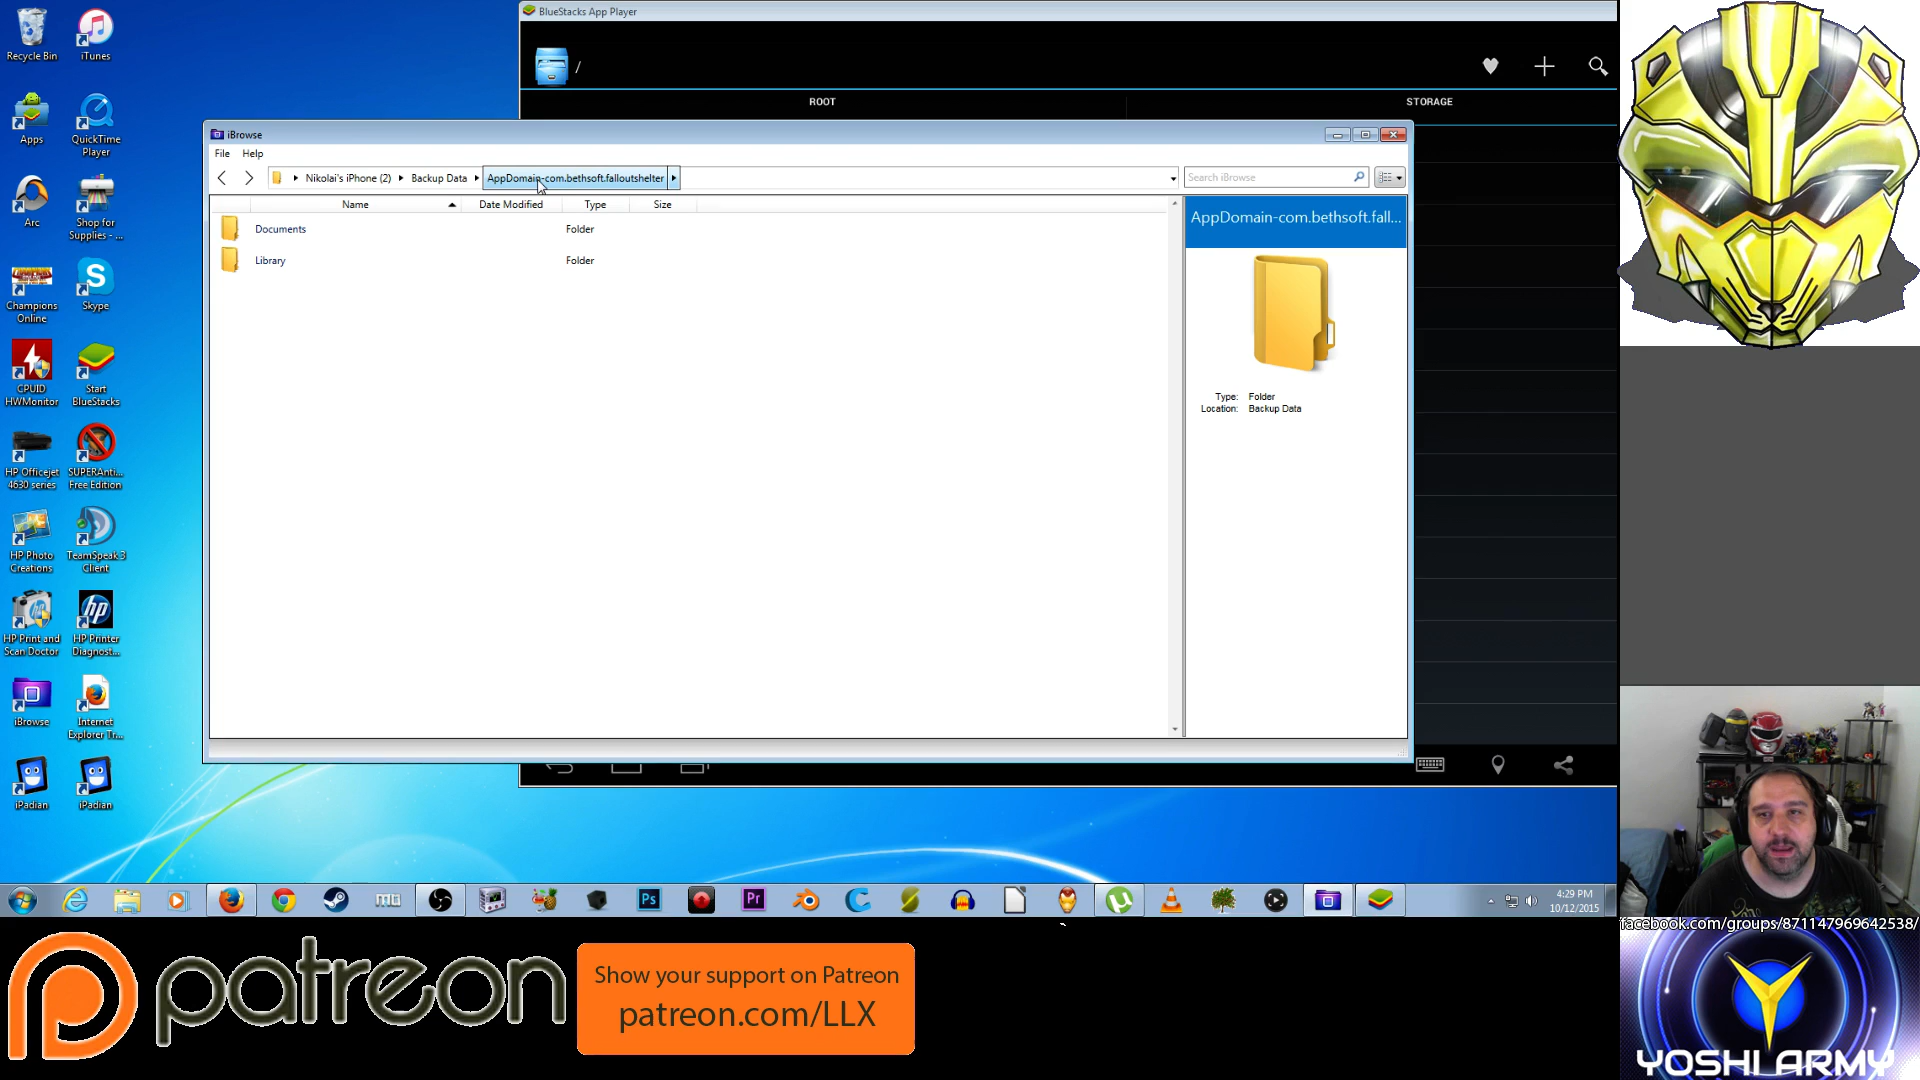 BlueStacks App Player
/
ROOT
STORAGE
Recycle Bin
iTunes
Apps
QuickTime
Player
Arc
Shop for
Supplies - ...
Champions
Online
Skype
CPUID
HWMonitor
Start
BlueStacks
HP Officejet
4630 series
SUPERAnti...
Free Edition
HP Photo
Creations
TeamSpeak 3
Client
HP Print and
Scan Doctor
HP Printer
Diagnost...
iBrowse
Internet
Explorer Tr...
iPadian
iPadian
iBrowse
File Help
Nikolai's iPhone (2) Backup Data AppDomain-com.bethsoft.falloutshelter
Search iBrowse
Name Date Modified Type Size
Documents Folder
Library Folder
AppDomain-com.bethsoft.fall...
Type: Folder
Location: Backup Data
Ps
Pr
4:29 PM
10/12/2015
facebook.com/groups/871147969642538/
patreon
Show your support on Patreon
patreon.com/LLX
YOSHI ARMY